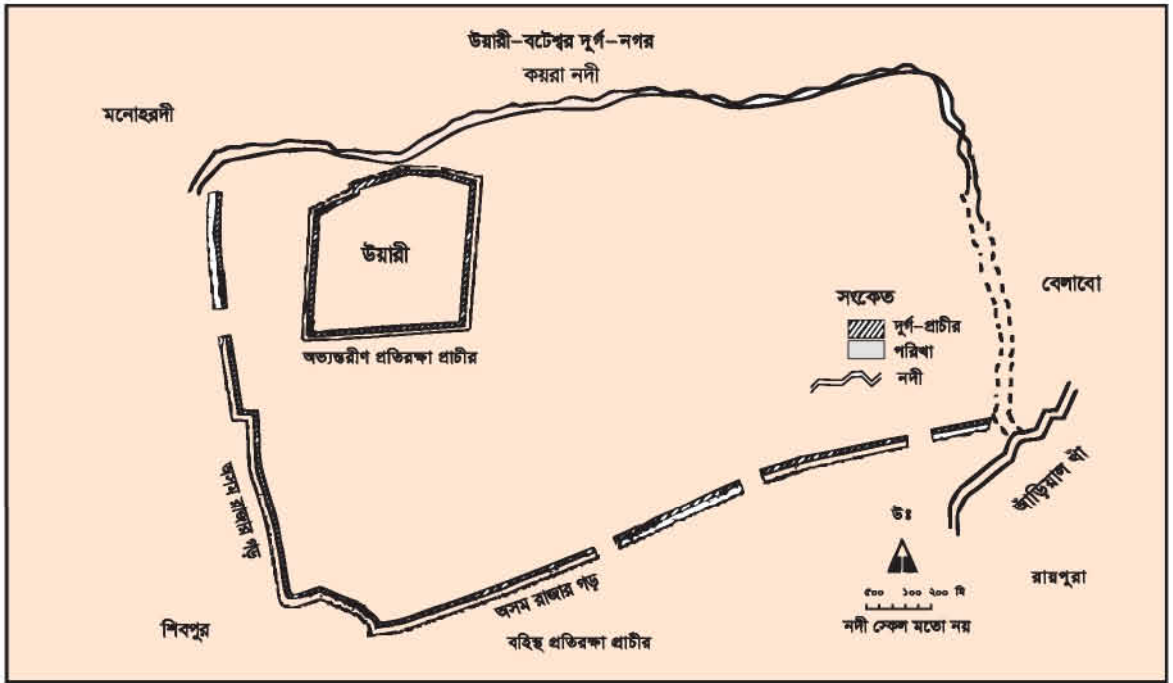 উয়ারী-বটেশ্বর দুর্গ-নগর
কয়রা নদী
মনোহরদী
উয়ারী
বেলাবো
সংকেত
দুর্গ-প্রাচীর
পরিখা
নদী
অভ্যন্তরীণ প্রতিরক্ষা প্রাচীর
অসম রাজার গড়
আঁড়িয়াল খাঁ
উঃ
রায়পুরা
৫০০ ১০০ ২০০ মি
নদী স্কেল মতো নয়
অসম রাজার গড়
শিবপুর
বহিস্থ প্রতিরক্ষা প্রাচীর